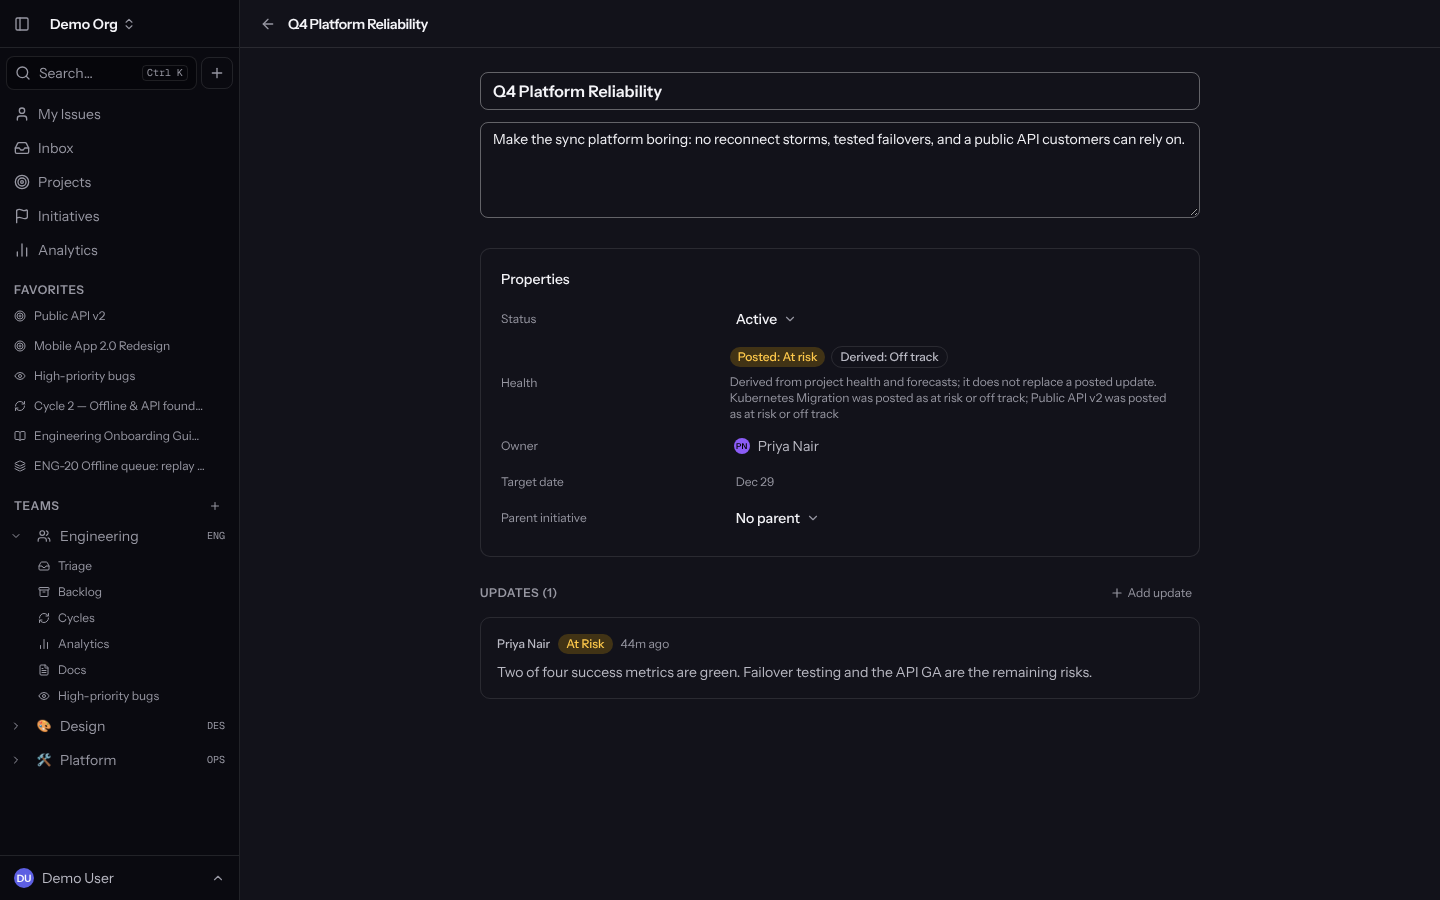 Demo Org
Q4 Platform Reliability
Search...
Ctrl K
My Issues
Inbox
Projects
Initiatives
Analytics
FAVORITES
Public API v2
Mobile App 2.0 Redesign
High-priority bugs
Cycle 2 — Offline & API found...
Engineering Onboarding Gui...
ENG-20 Offline queue: replay ...
TEAMS
Engineering
ENG
Triage
Backlog
Cycles
Analytics
Docs
High-priority bugs
Design
DES
Platform
OPS
DU
Demo User
Q4 Platform Reliability
Make the sync platform boring: no reconnect storms, tested failovers, and a public API customers can rely on.
Properties
Status
Active
Health
Posted: At risk
Derived: Off track
Derived from project health and forecasts; it does not replace a posted update.
Kubernetes Migration was posted as at risk or off track; Public API v2 was posted
as at risk or off track
Owner
PN
Priya Nair
Target date
Dec 29
Parent initiative
No parent
UPDATES (1)
Add update
Priya Nair
At Risk
44m ago
Two of four success metrics are green. Failover testing and the API GA are the remaining risks.